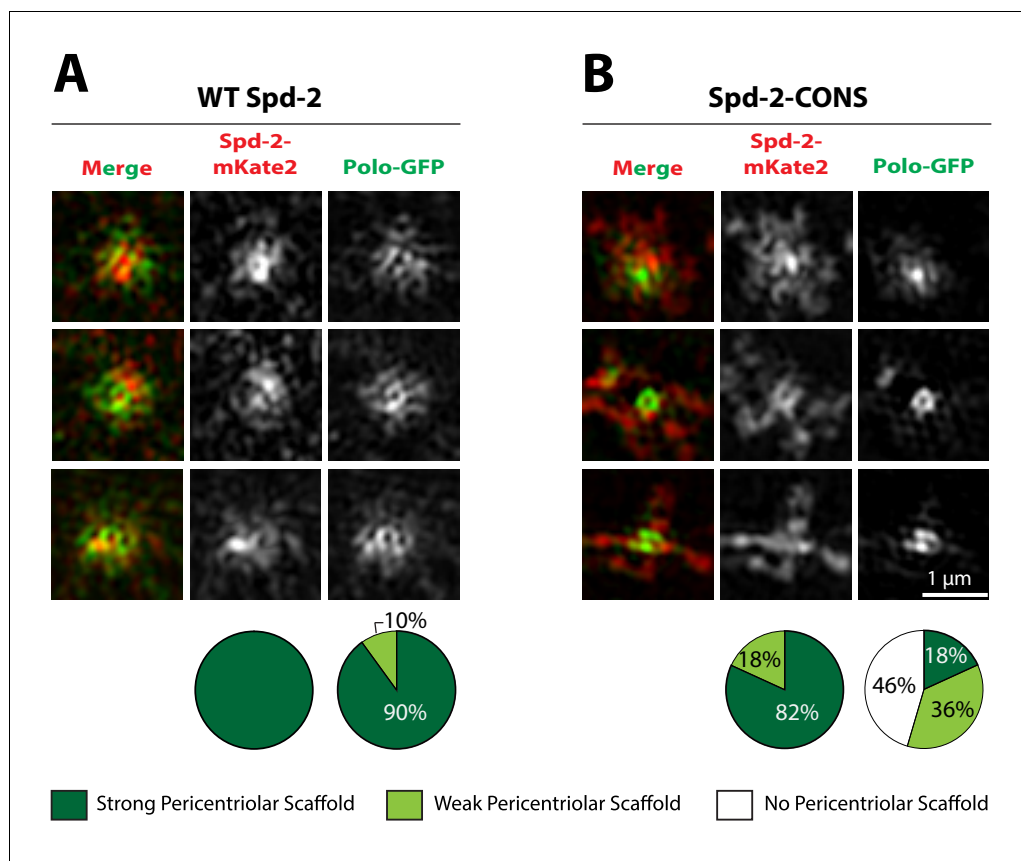 A
WT Spd-2
Merge
Spd-2-
mKate2
Polo-GFP
10%
90%
B
Spd-2-CONS
Merge
Spd-2-
mKate2
Polo-GFP
1 µm
18%
82%
18%
46%
36%
Strong Pericentriolar Scaffold
Weak Pericentriolar Scaffold
No Pericentriolar Scaffold